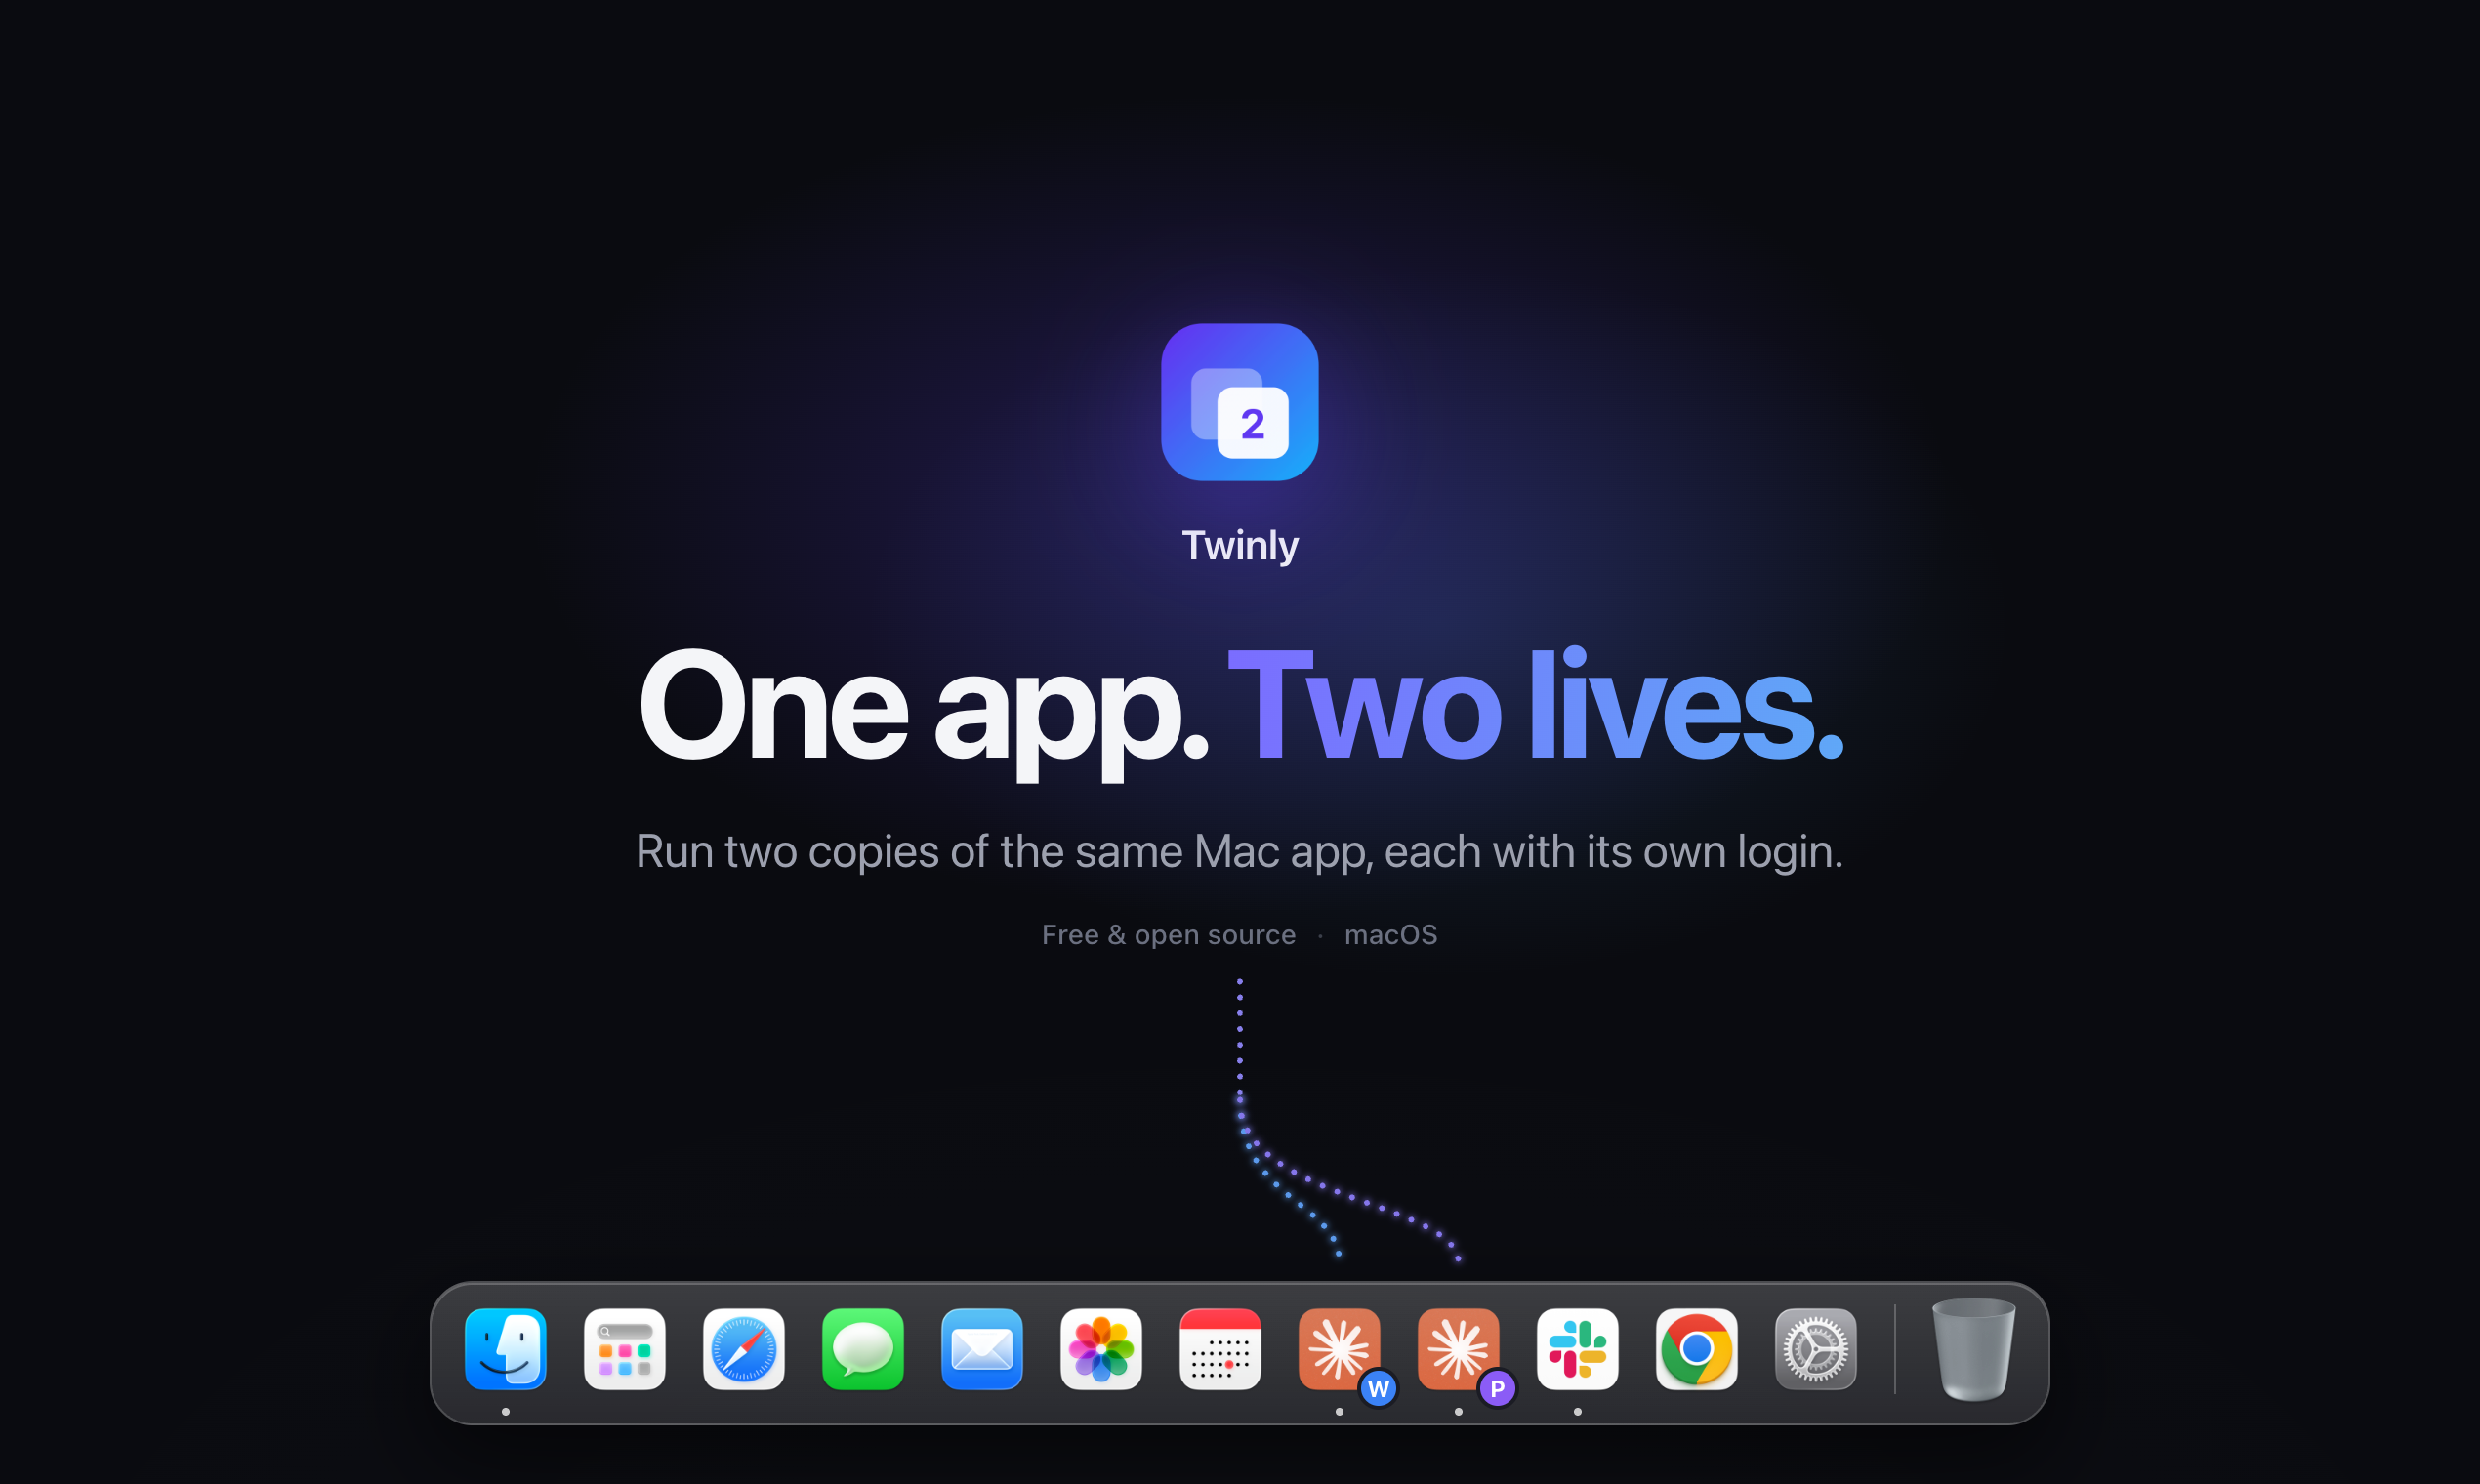 2
Twinly
One app. Two lives.
Run two copies of the same Mac app, each with its own login.
Free & open source · macOS
W
P